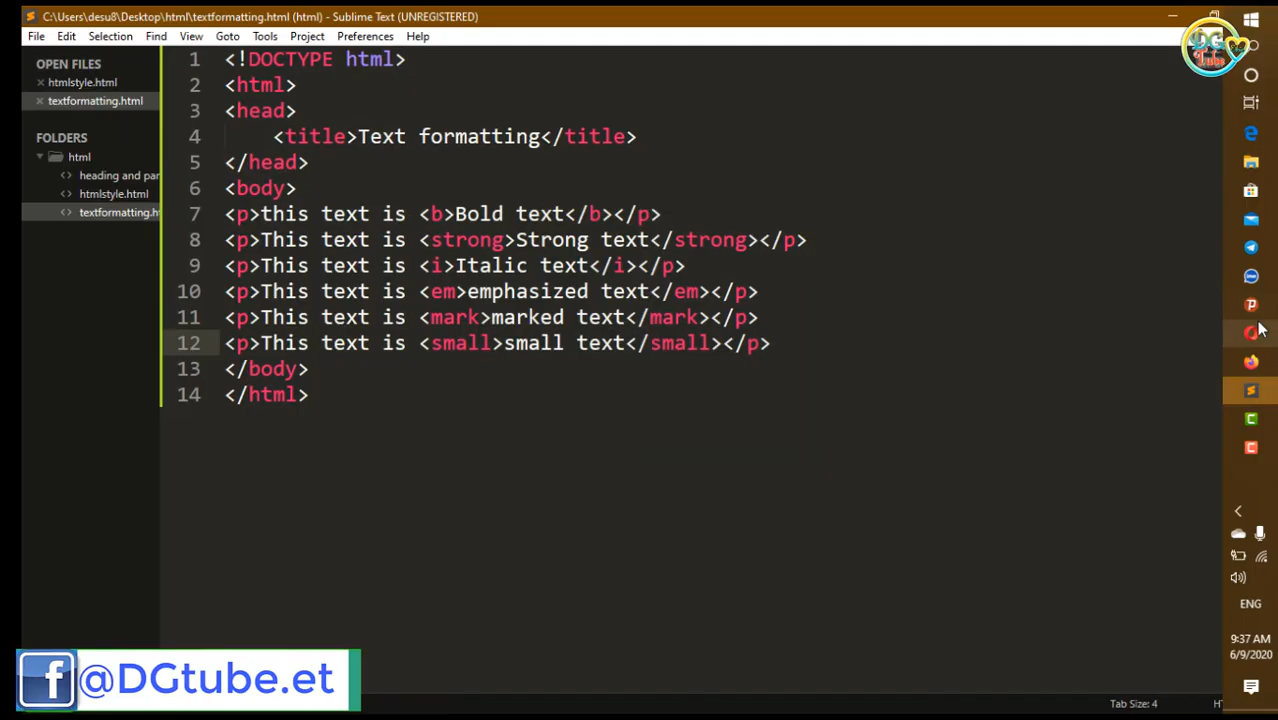 C:\Users\desu8\Desktop\html\textformatting.html (html) - Sublime Text (UNREGISTERED)
File Edit Selection Find View Goto Tools Project Preferences Help
OPEN FILES
htmlstyle.html
textformatting.html
FOLDERS
html
heading and par
htmlstyle.html
textformatting.ht
1 <!DOCTYPE html>
2 <html>
3 <head>
4 <title>Text formatting</title>
5 </head>
6 <body>
7 <p>this text is <b>Bold text</b></p>
8 <p>This text is <strong>Strong text</strong></p>
9 <p>This text is <i>Italic text</i></p>
10 <p>This text is <em>emphasized text</em></p>
11 <p>This text is <mark>marked text</mark></p>
12 <p>This text is <small>small text</small></p>
13 </body>
14 </html>
DG
Tube
ENG
9:37 AM
6/9/2020
@DGtube.et
Tab Size: 4